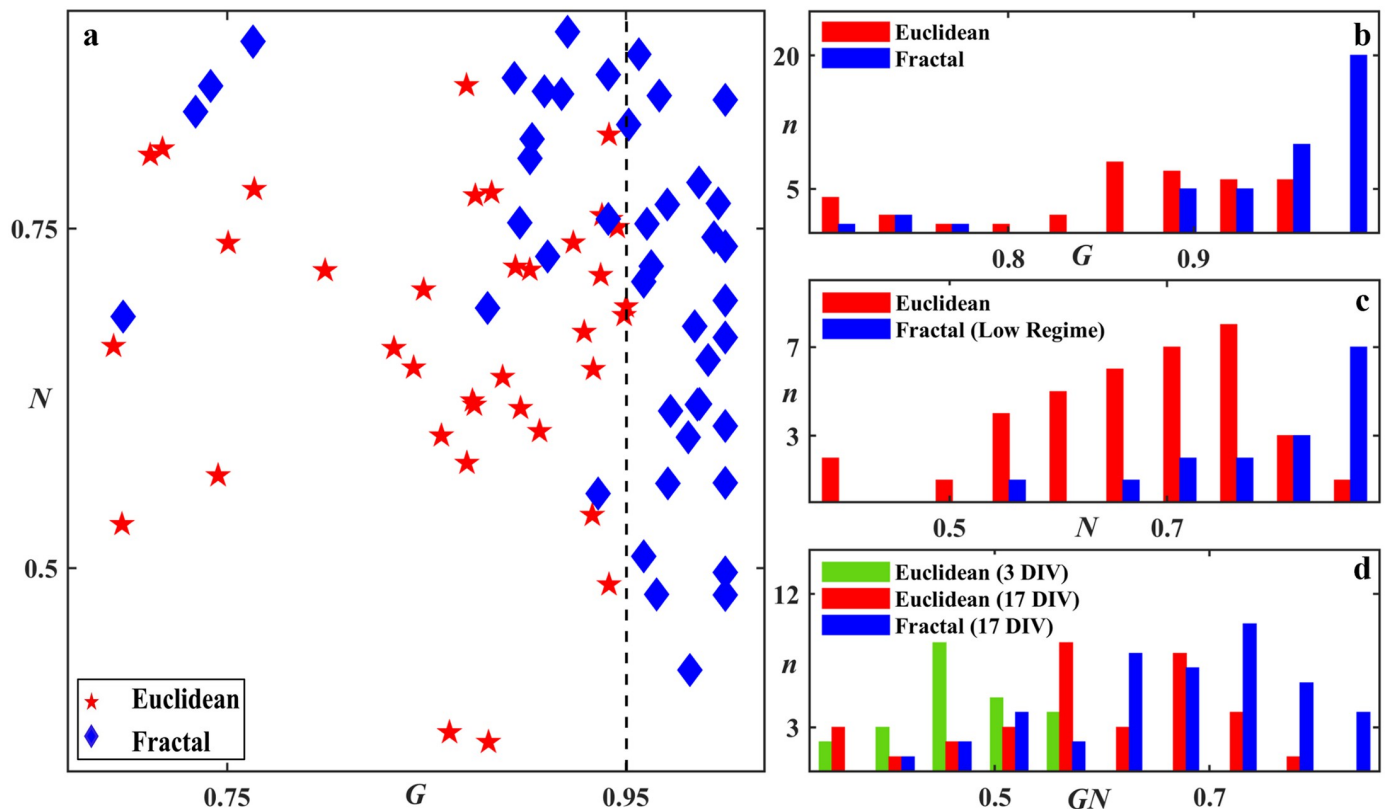 a
0.75
N
0.5
Euclidean
Fractal
0.75
G
0.95
b
Euclidean
Fractal
20
n
5
0.8
G
0.9
c
Euclidean
Fractal (Low Regime)
7
n
3
0.5
N
0.7
d
Euclidean (3 DIV)
Euclidean (17 DIV)
Fractal (17 DIV)
12
n
3
0.5
GN
0.7